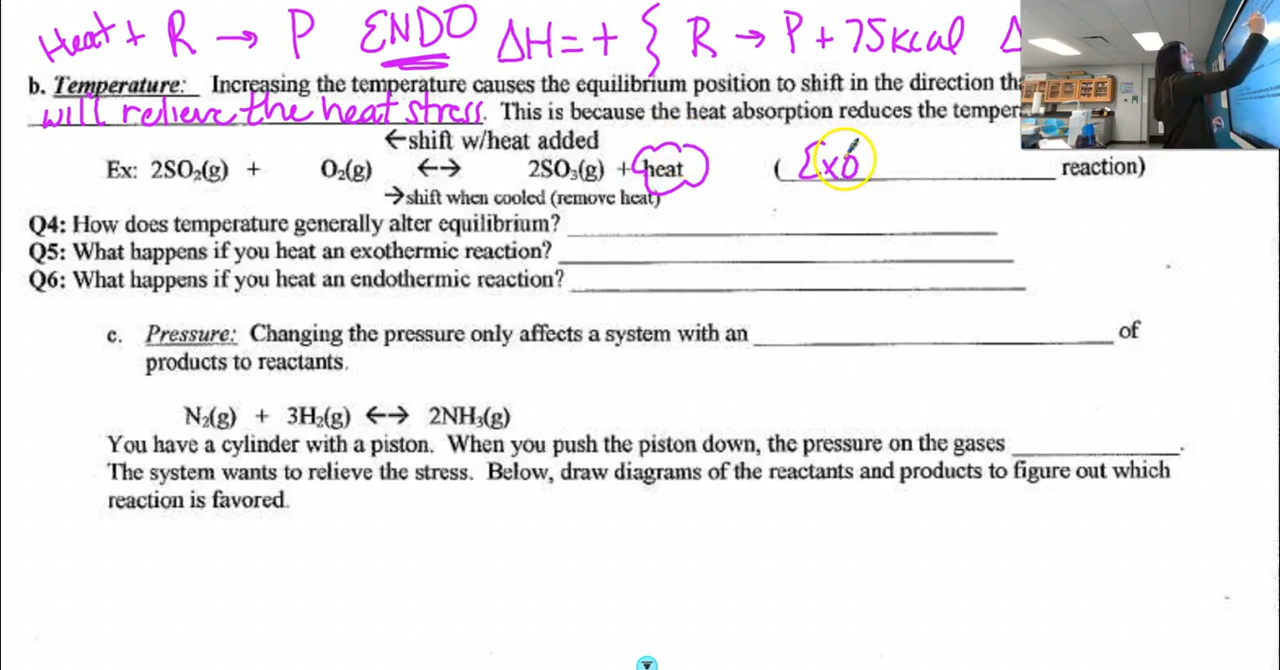 Heat + R → P ENDO ΔH = + { R → P + 75kcal Δ
b. Temperature: Increasing the temperature causes the equilibrium position to shift in the direction
will relieve the heat stress. This is because the heat absorption reduces the
←shift w/heat added
Ex: 2SO₂(g) + O₂(g) ←→ 2SO₃(g) + heat ( Exo reaction)
→shift when cooled (remove heat)
Q4: How does temperature generally alter equilibrium?
Q5: What happens if you heat an exothermic reaction?
Q6: What happens if you heat an endothermic reaction?
c. Pressure: Changing the pressure only affects a system with an of
products to reactants.
N₂(g) + 3H₂(g) ←→ 2NH₃(g)
You have a cylinder with a piston. When you push the piston down, the pressure on the gases .
The system wants to relieve the stress. Below, draw diagrams of the reactants and products to figure out which
reaction is favored.